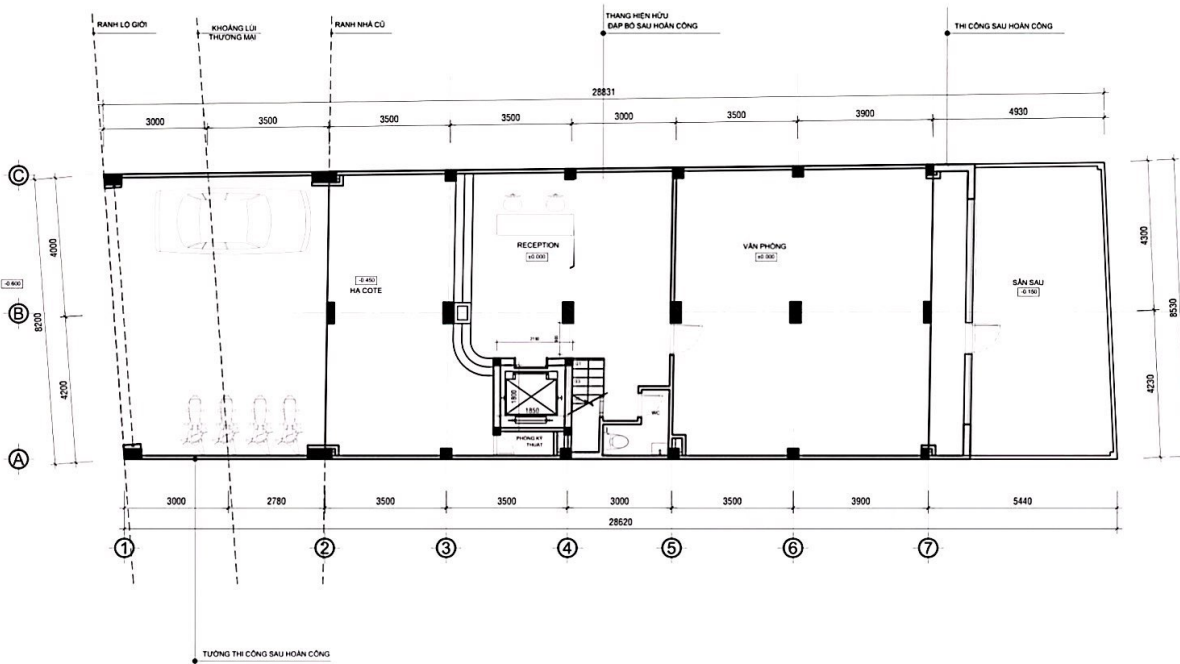 RANH LỘ GIỚI
KHOẢNG LÙI
THƯƠNG MẠI
RANH NHÀ CŨ
THANG HIỆN HỮU
ĐẬP BỎ SAU HOÀN CÔNG
THI CÔNG SAU HOÀN CÔNG
28831
3000
3500
3500
3500
3000
3500
3900
4930
C
B
A
4000
4200
8200
-0.600
4300
4230
8530
RECEPTION
±0.000
VĂN PHÒNG
±0.000
-0.450
HẠ COTE
SÂN SAU
-0.150
1800
1850
WC
PHÒNG KỸ
THUẬT
3000
2780
3500
3500
3000
3500
3900
5440
28620
1
2
3
4
5
6
7
TƯỜNG THI CÔNG SAU HOÀN CÔNG